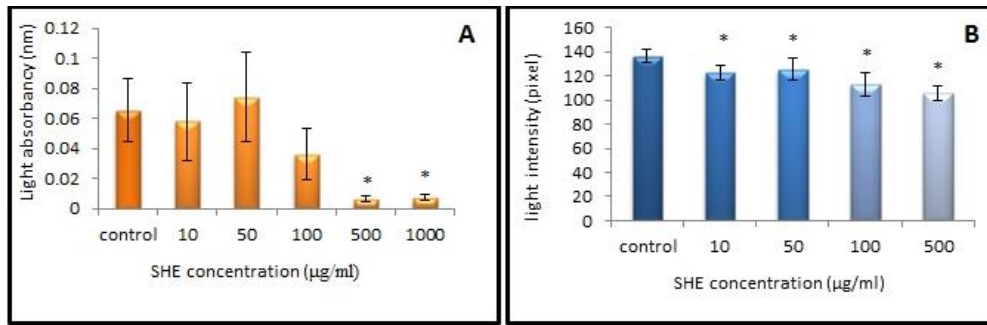 A
Light absorbancy (nm)
0.12
0.1
0.08
0.06
0.04
0.02
0
* *
control 10 50 100 500 1000
SHE concentration (µg/ml)
B
light intensity (pixel)
160
140
120
100
80
60
40
20
0
* * * *
control 10 50 100 500
SHE concentration (µg/ml)